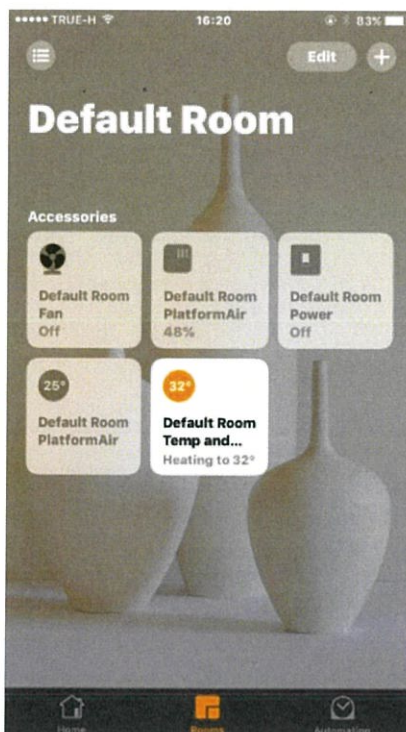 TRUE-H 16:20 83%
Edit
Default Room
Accessories
Default Room
Fan
Off
Default Room
PlatformAir
48%
Default Room
Power
Off
25°
Default Room
PlatformAir
32°
Default Room
Temp and...
Heating to 32°
Home Rooms Automation